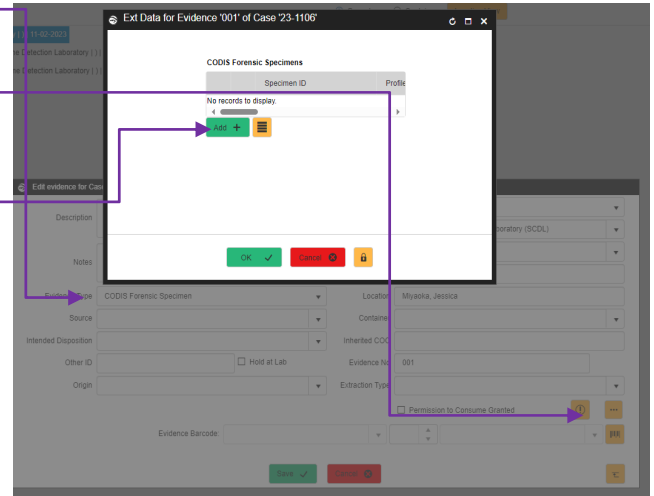 Ext Data for Evidence '001' of Case '23-1106'
11-02-2023
Detection Laboratory ( )
Detection Laboratory ( )
CODIS Forensic Specimens
Specimen ID Profile
No records to display.
Add +
OK Cancel
Edit evidence for Cas
Description
oratory (SCDL)
Notes
Evidence Type CODIS Forensic Specimen Location Miyaoka, Jessica
Source Container
Intended Disposition Inherited COC
Other ID Hold at Lab Evidence No 001
Origin Extraction Type
Permission to Consume Granted
Evidence Barcode:
Save Cancel